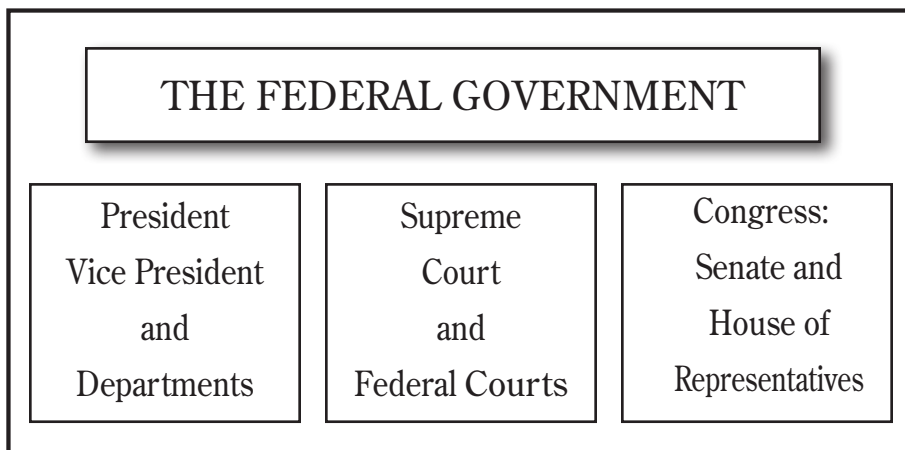 THE FEDERAL GOVERNMENT
President
Vice President
and
Departments
Supreme
Court
and
Federal Courts
Congress:
Senate and
House of
Representatives